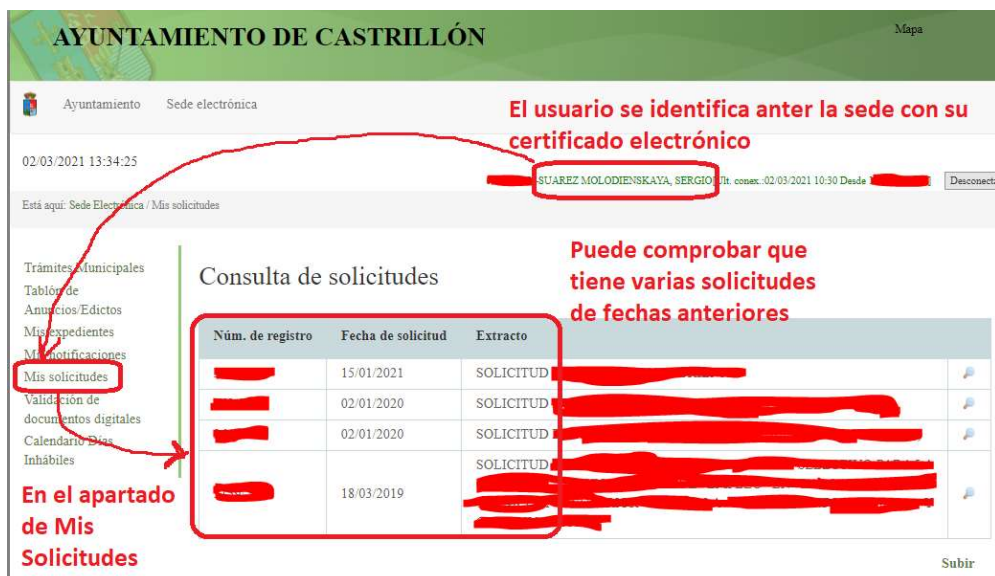 AYUNTAMIENTO DE CASTRILLÓN
Mapa
Ayuntamiento Sede electrónica
El usuario se identifica anter la sede con su
certificado electrónico
02/03/2021 13:34:25
-SUAREZ MOLODIENSKAYA, SERGIO Ult. conex.:02/03/2021 10:30 Desde
Desconect
Está aquí: Sede Electrónica / Mis solicitudes
Puede comprobar que
tiene varias solicitudes
de fechas anteriores
Trámites Municipales
Tablón de
Anuncios/Edictos
Mis expedientes
Mis notificaciones
Mis solicitudes
Validación de
documentos digitales
Calendario Días
Inhábiles
En el apartado
de Mis
Solicitudes
Consulta de solicitudes
Núm. de registro Fecha de solicitud Extracto
15/01/2021 SOLICITUD
02/01/2020 SOLICITUD
02/01/2020 SOLICITUD
18/03/2019 SOLICITUD
Subir